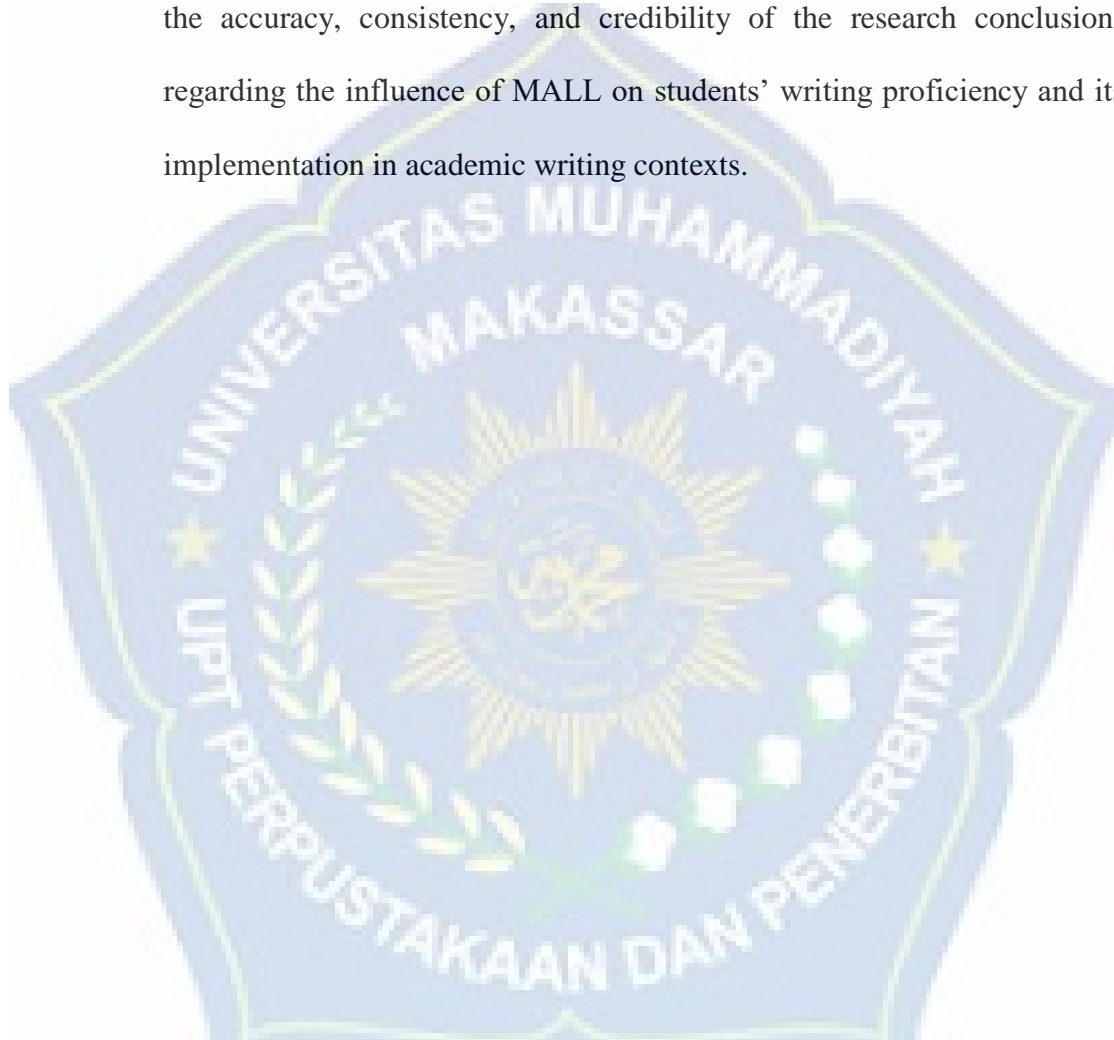 the accuracy, consistency, and credibility of the research conclusion
regarding the influence of MALL on students’ writing proficiency and it
implementation in academic writing contexts.
UNIVERSITAS MUHAMMADIYAH
MAKASSAR
UPT PERPUSTAKAAN DAN PENERBITAN